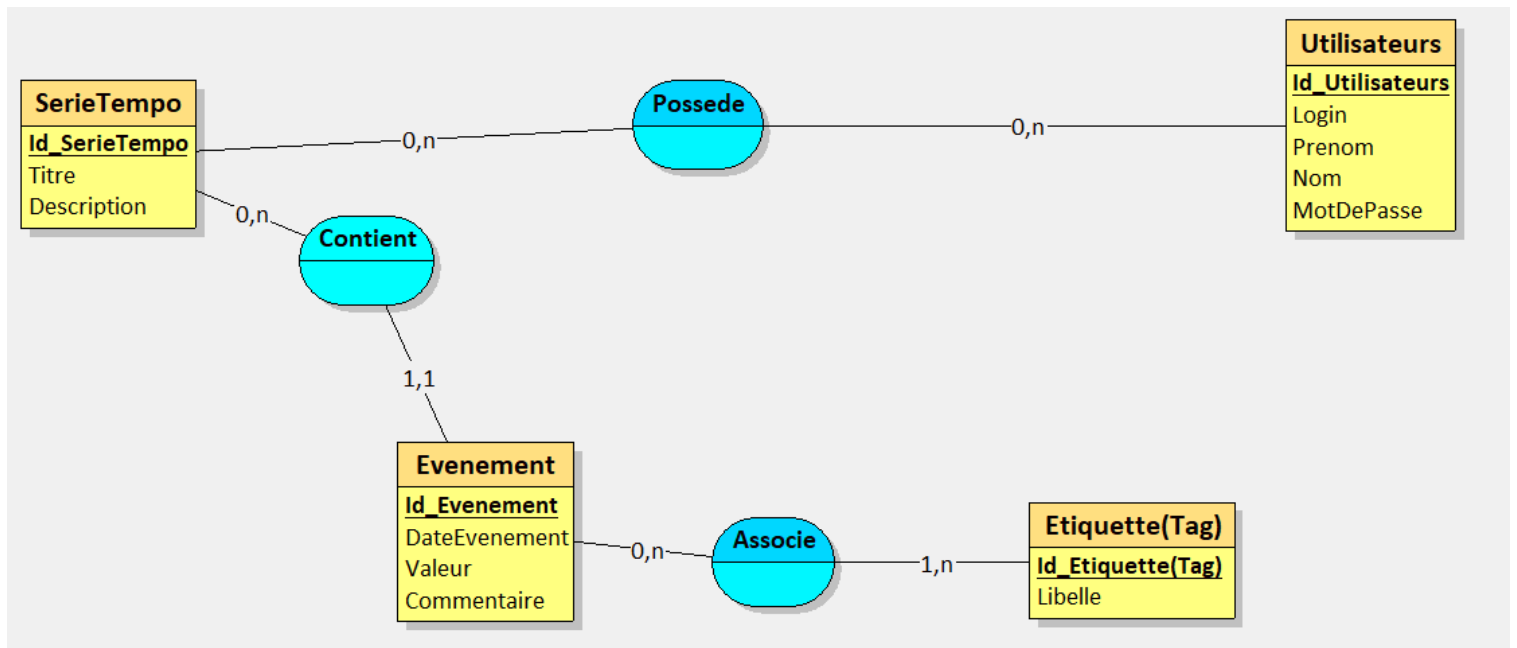 SerieTempo
Id_SerieTempo
Titre
Description
0,n
Possede
0,n
Utilisateurs
Id_Utilisateurs
Login
Prenom
Nom
MotDePasse
0,n
Contient
1,1
Evenement
Id_Evenement
DateEvenement
Valeur
Commentaire
0,n
Associe
1,n
Etiquette(Tag)
Id_Etiquette(Tag)
Libelle